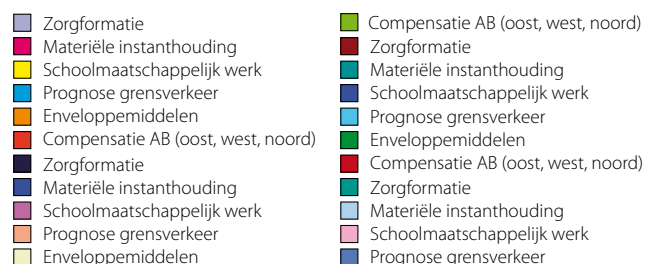 Zorgformatie
Materiële instanthouding
Schoolmaatschappelijk werk
Prognose grensverkeer
Enveloppemiddelen
Compensatie AB (oost, west, noord)
Zorgformatie
Materiële instanthouding
Schoolmaatschappelijk werk
Prognose grensverkeer
Enveloppemiddelen
Compensatie AB (oost, west, noord)
Zorgformatie
Materiële instanthouding
Schoolmaatschappelijk werk
Prognose grensverkeer
Enveloppemiddelen
Compensatie AB (oost, west, noord)
Zorgformatie
Materiële instanthouding
Schoolmaatschappelijk werk
Prognose grensverkeer